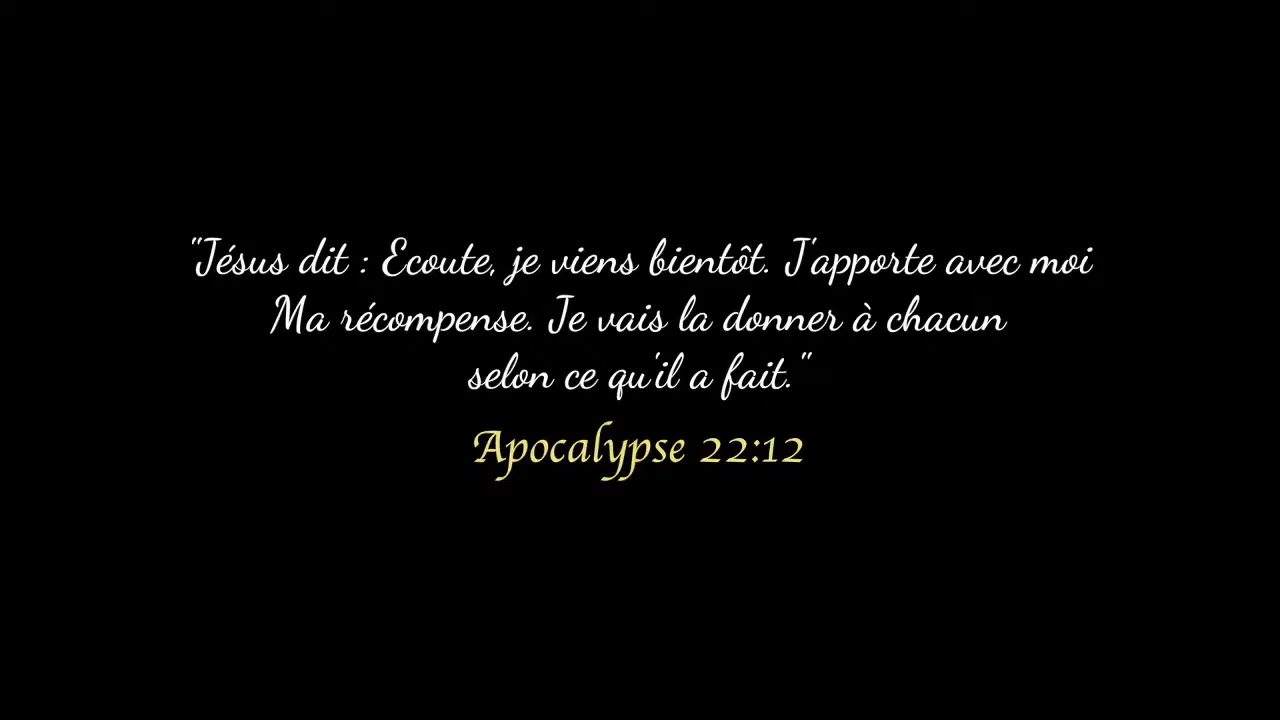 "Jésus dit : Ecoute, je viens bientôt. J'apporte avec moi
Ma récompense. Je vais la donner à chacun
selon ce qu'il a fait."
Apocalypse 22:12